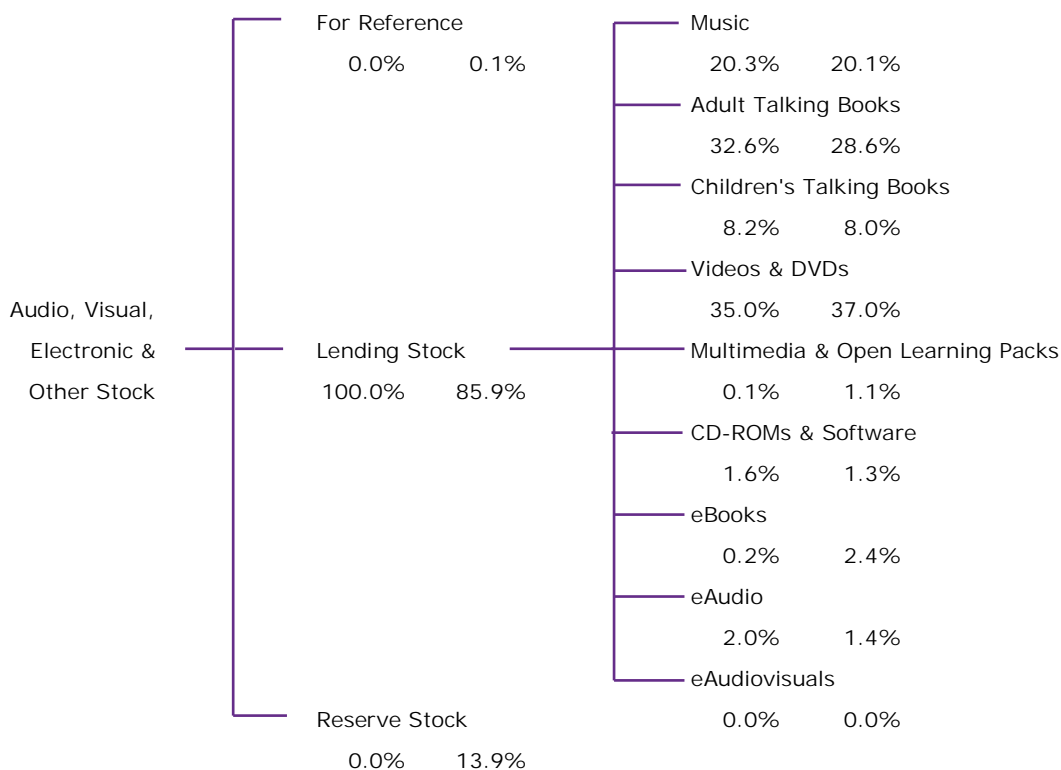 Audio, Visual,
Electronic &
Other Stock
For Reference
0.0% 0.1%
Lending Stock
100.0% 85.9%
Reserve Stock
0.0% 13.9%
Music
20.3% 20.1%
Adult Talking Books
32.6% 28.6%
Children's Talking Books
8.2% 8.0%
Videos & DVDs
35.0% 37.0%
Multimedia & Open Learning Packs
0.1% 1.1%
CD-ROMs & Software
1.6% 1.3%
eBooks
0.2% 2.4%
eAudio
2.0% 1.4%
eAudiovisuals
0.0% 0.0%